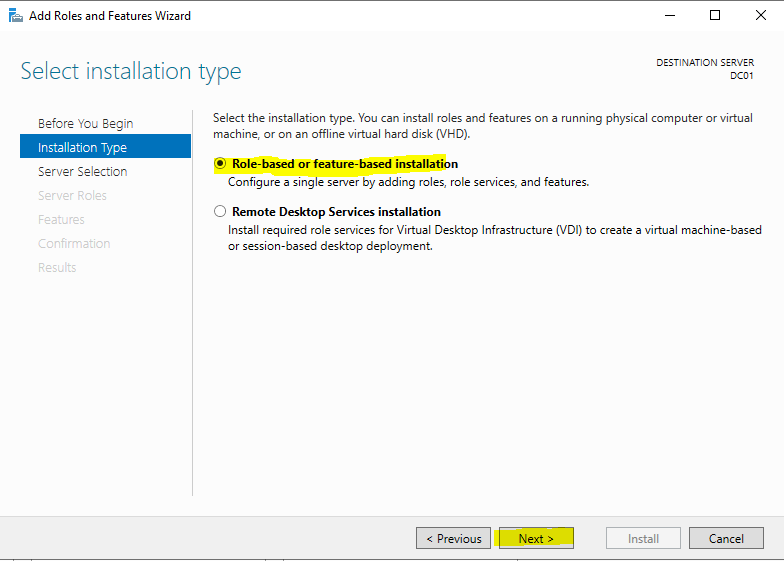 Add Roles and Features Wizard
Select installation type
DESTINATION SERVER
DC01
Before You Begin
Installation Type
Server Selection
Server Roles
Features
Confirmation
Results
Select the installation type. You can install roles and features on a running physical computer or virtual
machine, or on an offline virtual hard disk (VHD).
Role-based or feature-based installation
Configure a single server by adding roles, role services, and features.
Remote Desktop Services installation
Install required role services for Virtual Desktop Infrastructure (VDI) to create a virtual machine-based
or session-based desktop deployment.
< Previous
Next >
Install
Cancel